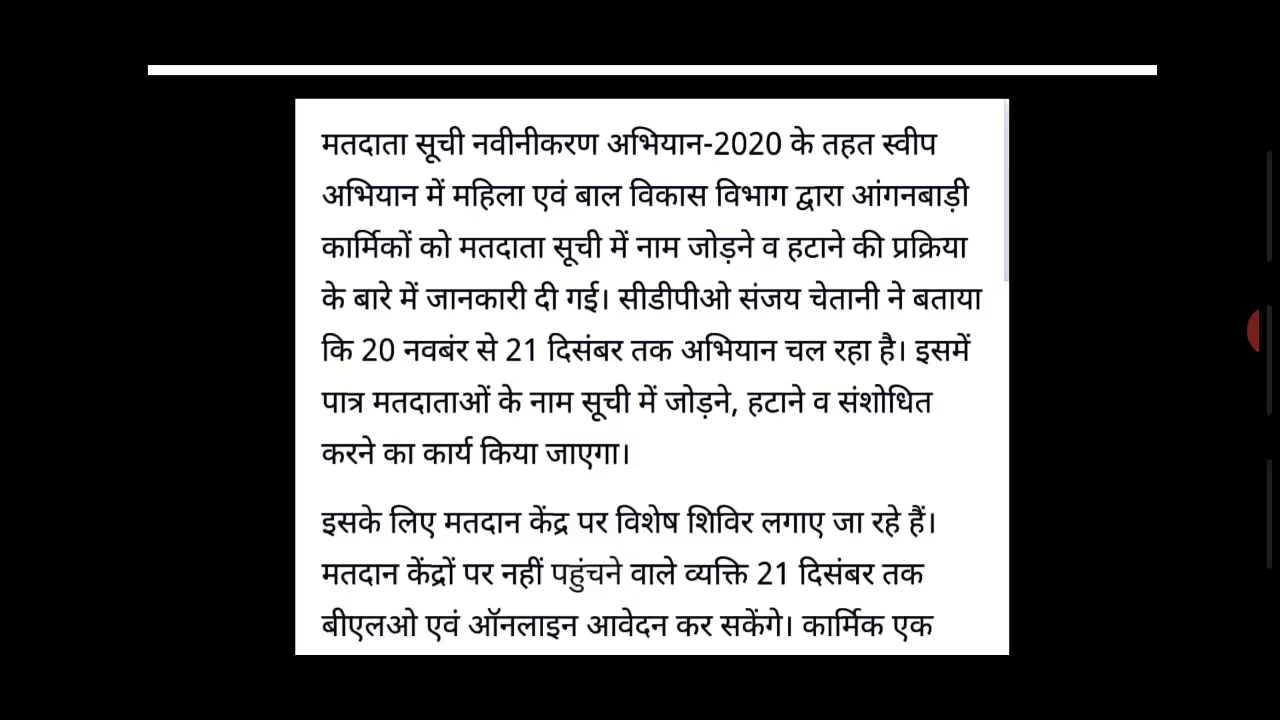 मतदाता सूची नवीनीकरण अभियान-2020 के तहत स्वीप
अभियान में महिला एवं बाल विकास विभाग द्वारा आंगनबाड़ी
कार्मिकों को मतदाता सूची में नाम जोड़ने व हटाने की प्रक्रिया
के बारे में जानकारी दी गई। सीडीपीओ संजय चेतानी ने बताया
कि 20 नवबंर से 21 दिसंबर तक अभियान चल रहा है। इसमें
पात्र मतदाताओं के नाम सूची में जोड़ने, हटाने व संशोधित
करने का कार्य किया जाएगा।
इसके लिए मतदान केंद्र पर विशेष शिविर लगाए जा रहे हैं।
मतदान केंद्रों पर नहीं पहुंचने वाले व्यक्ति 21 दिसंबर तक
बीएलओ एवं ऑनलाइन आवेदन कर सकेंगे। कार्मिक एक